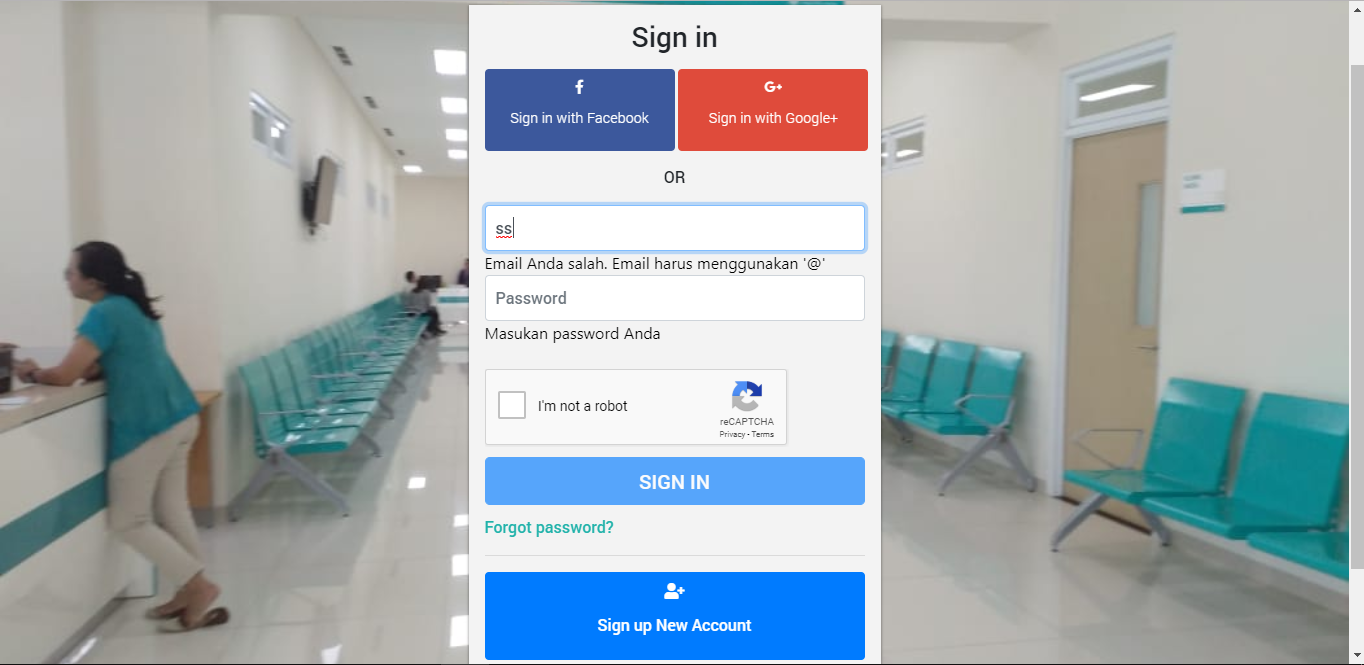 Sign in
Sign in with Facebook
G+
Sign in with Google+
OR
ss
Email Anda salah. Email harus menggunakan '@'
Password
Masukan password Anda
I'm not a robot
reCAPTCHA
Privacy - Terms
SIGN IN
Forgot password?
Sign up New Account